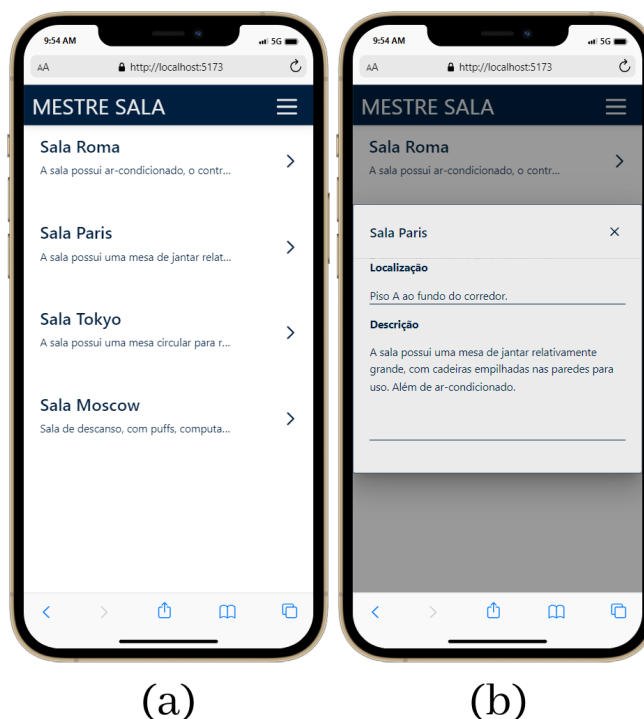 9:54 AM
5G
AA
http://localhost:5173
MESTRE SALA
Sala Roma
A sala possui ar-condicionado, o contr...
Sala Paris
A sala possui uma mesa de jantar relat...
Sala Tokyo
A sala possui uma mesa circular para r...
Sala Moscow
Sala de descanso, com puffs, computa...
(a)
9:54 AM
5G
AA
http://localhost:5173
MESTRE SALA
Sala Roma
A sala possui ar-condicionado, o contr...
Sala Paris
Localização
Piso A ao fundo do corredor.
Descrição
A sala possui uma mesa de jantar relativamente
grande, com cadeiras empilhadas nas paredes para
uso. Além de ar-condicionado.
(b)